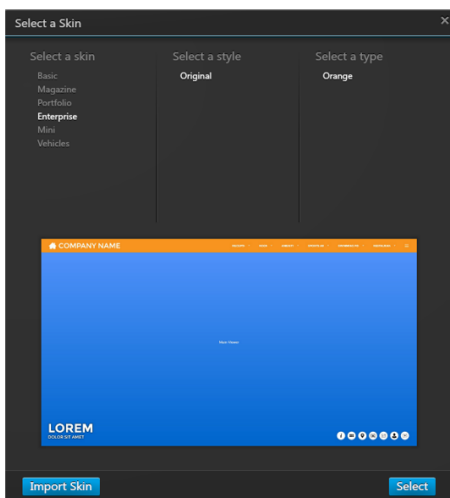 Select a Skin
Select a skin
Select a style
Select a type
Basic
Magazine
Portfolio
Enterprise
Mini
Vehicles
Original
Orange
COMPANY NAME
LOREM
DOLOR SIT AMET
Import Skin
Select